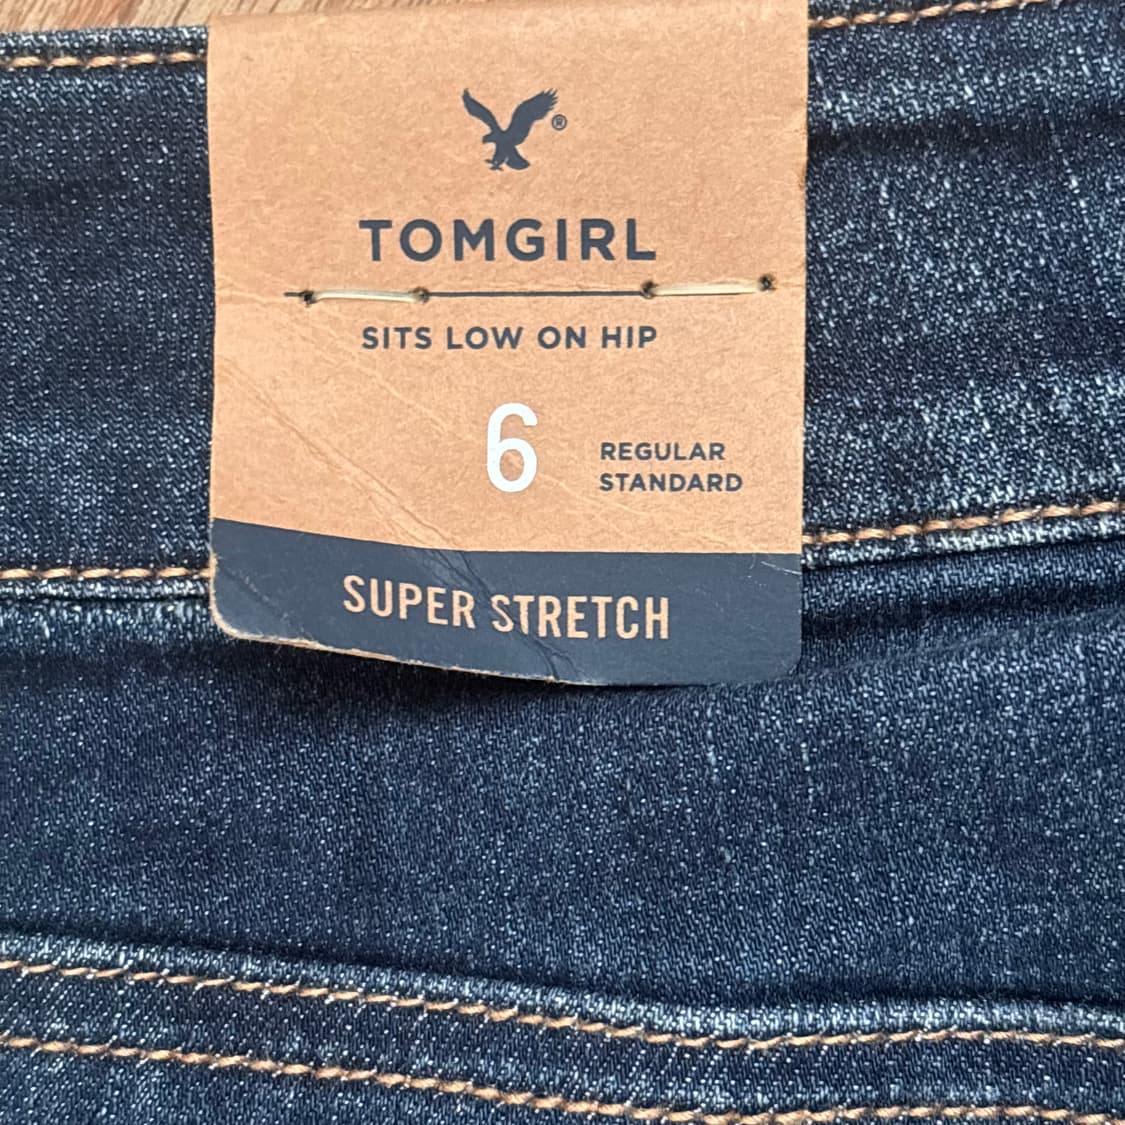 ®
TOMGIRL
SITS LOW ON HIP
6
REGULAR
STANDARD
SUPER STRETCH